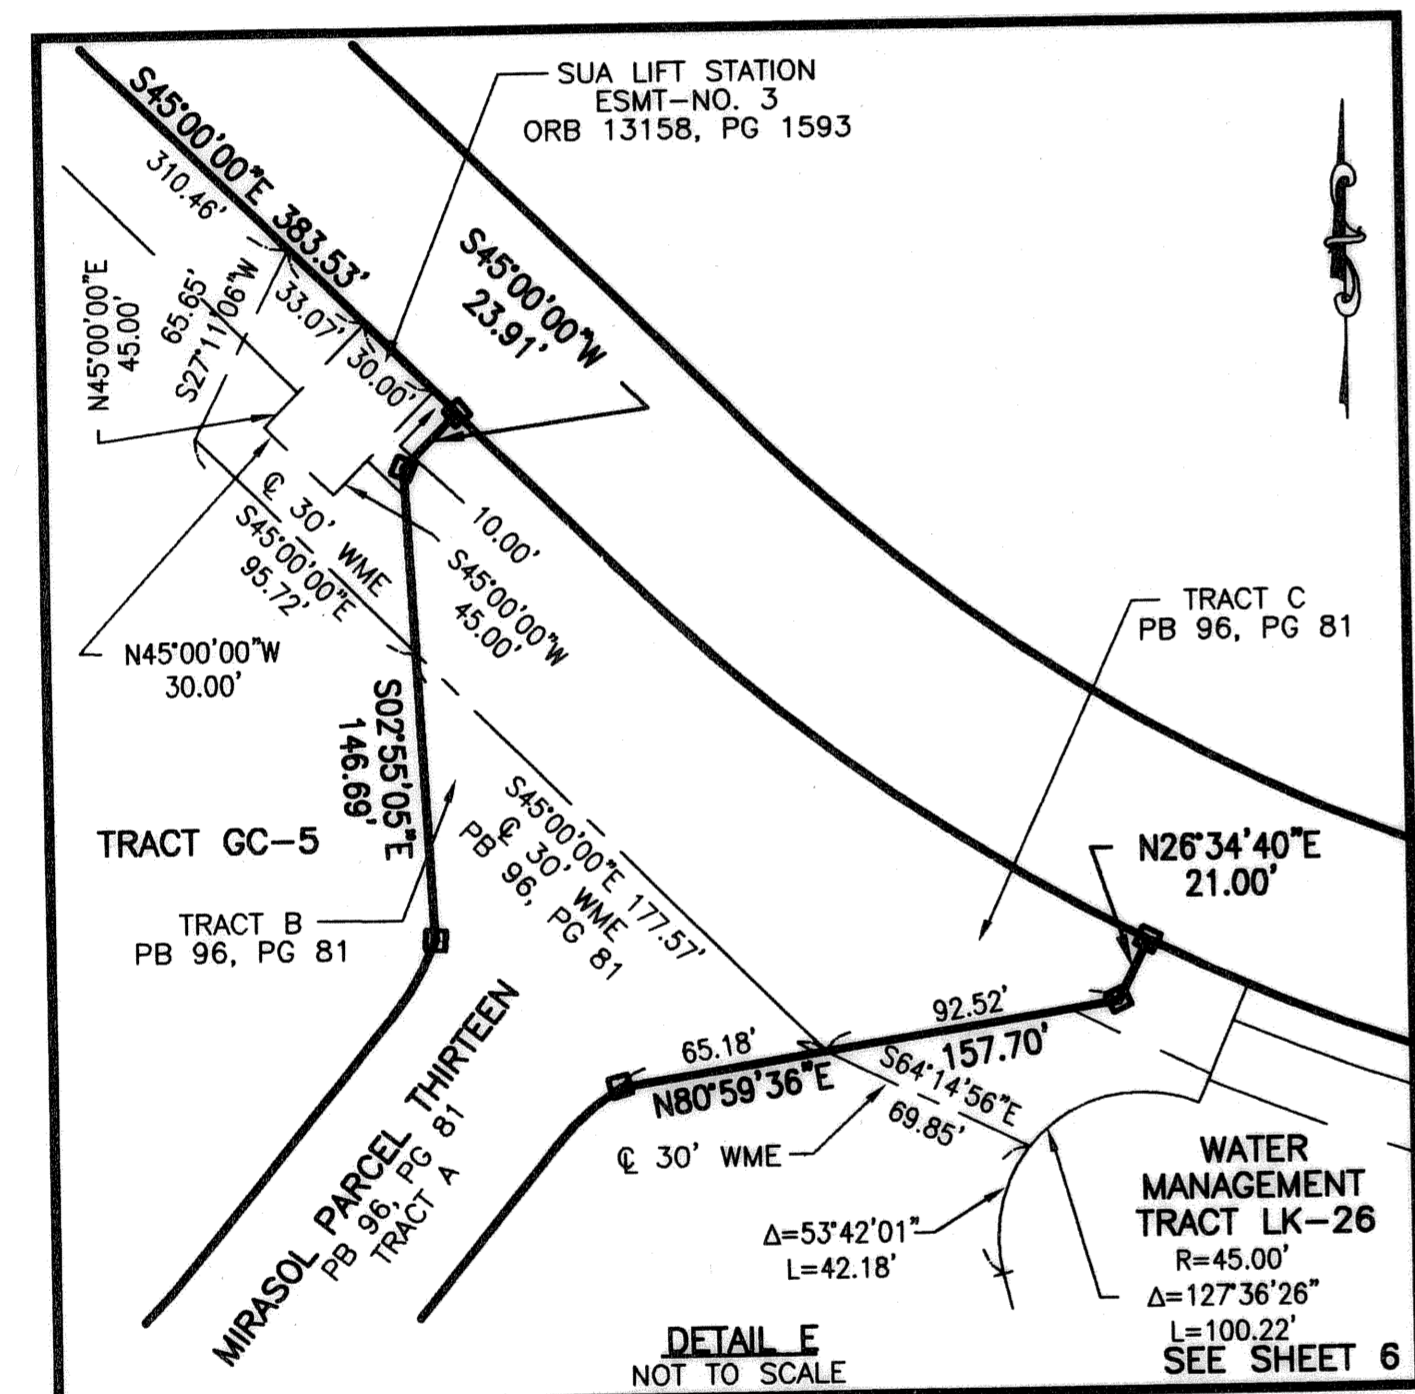 SUA LIFT STATION
ESMT-NO. 3
ORB 13158, PG 1593
S45°00'00"E 383.53'
310.46'
33.07'
30.00'
S45°00'00"W
23.91'
N45°00'00"E
45.00'
65.65'
S27°11'06"W
℄ 30' WME
S45°00'00"E
95.72'
10.00'
S45°00'00"W
45.00'
N45°00'00"W
30.00'
TRACT C
PB 96, PG 81
S02°55'05"E
146.69'
TRACT GC-5
TRACT B
PB 96, PG 81
S45°00'00"E 177.57'
℄ 30' WME
PB 96, PG 81
N26°34'40"E
21.00'
92.52'
157.70'
65.18'
N80°59'36"E
S64°14'56"E
69.85'
℄ 30' WME
MIRASOL PARCEL THIRTEEN
PB 96, PG 81
TRACT A
Δ=53°42'01"
L=42.18'
WATER
MANAGEMENT
TRACT LK-26
R=45.00'
Δ=127°36'26"
L=100.22'
DETAIL E
NOT TO SCALE
SEE SHEET 6